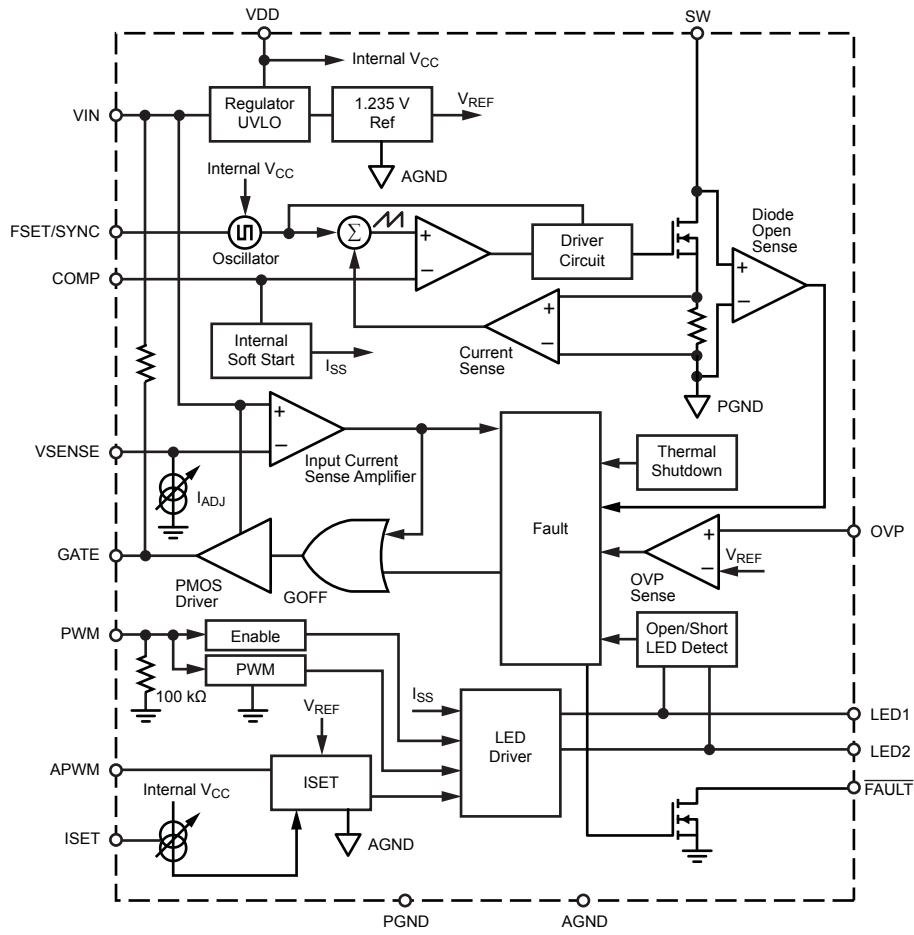 VDD
SW
Internal VCC
VIN
Regulator
UVLO
1.235 V
Ref
VREF
AGND
Internal VCC
FSET/SYNC
Oscillator
Σ
+
−
Driver
Circuit
Diode
Open
Sense
+
−
COMP
Internal
Soft Start
ISS
Current
Sense
+
−
PGND
VSENSE
+
−
Input Current
Sense Amplifier
IADJ
Fault
Thermal
Shutdown
GATE
PMOS
Driver
GOFF
OVP
+
−
VREF
OVP
Sense
PWM
Enable
PWM
100 kΩ
Open/Short
LED Detect
ISS
VREF
LED
Driver
LED1
LED2
APWM
ISET
Internal VCC
AGND
FAULT
ISET
PGND
AGND